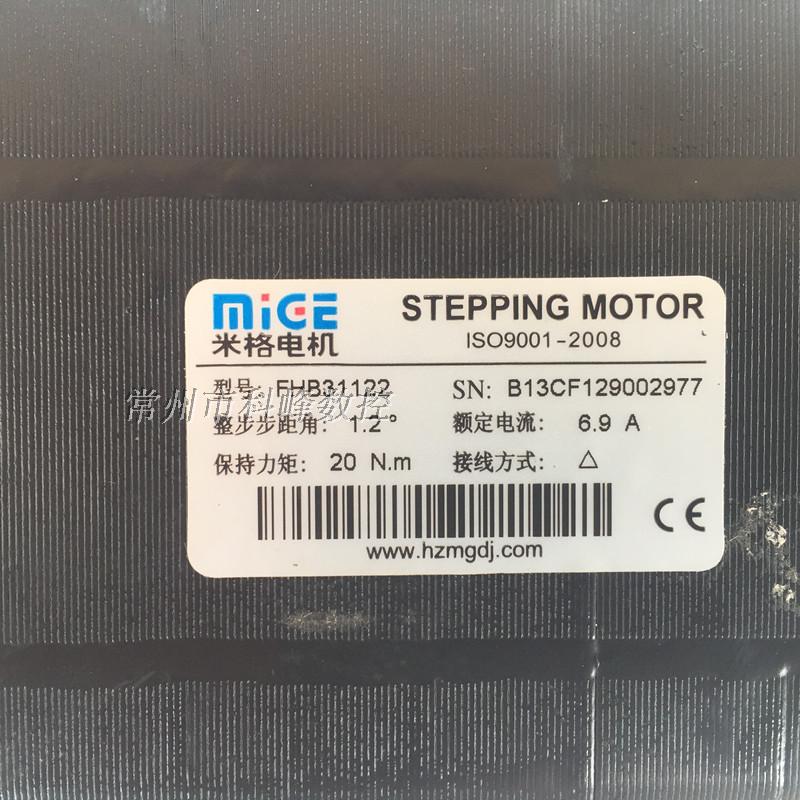 MIGE
米格电机
STEPPING MOTOR
ISO9001-2008
型号: FHB31122 SN: B13CF129002977
常州市科峰数控
整步步距角: 1.2° 额定电流: 6.9 A
保持力矩: 20 N.m 接线方式: △
www.hzmgdj.com
CE